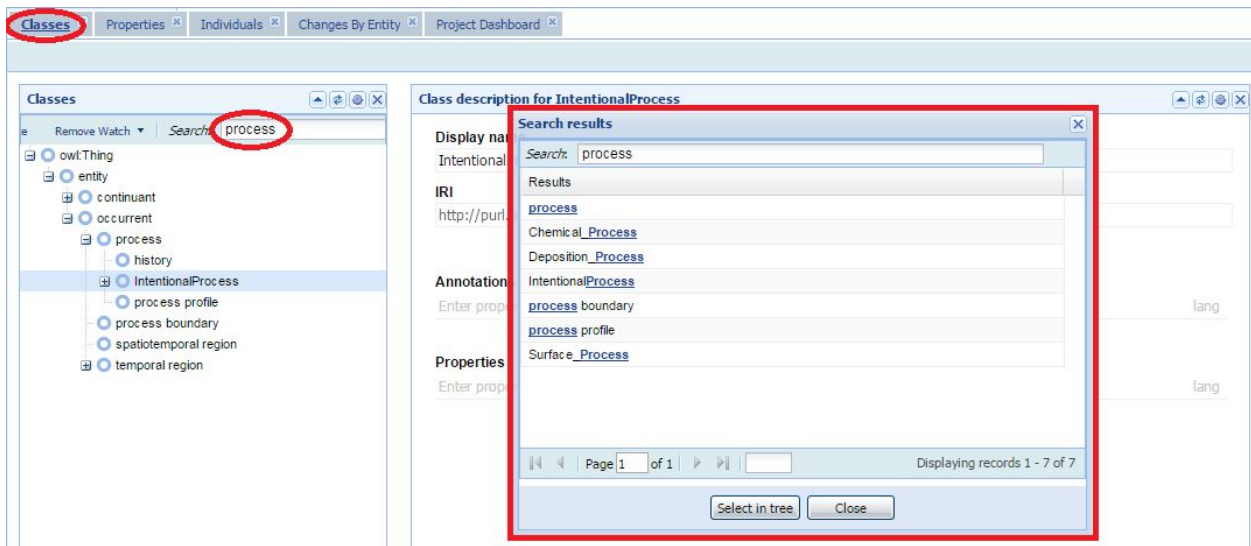 Classes Properties Individuals Changes By Entity Project Dashboard
Classes
e Remove Watch Search: process
owl:Thing
entity
continuant
occurrent
process
history
IntentionalProcess
process profile
process boundary
spatiotemporal region
temporal region
Class description for IntentionalProcess
Display name
Intentional
IRI
http://purl.
Annotation
Enter prope
lang
Properties
Enter prope
lang
Search results
Search: process
Results
process
Chemical_Process
Deposition_Process
IntentionalProcess
process boundary
process profile
Surface_Process
Page 1 of 1 Displaying records 1 - 7 of 7
Select in tree Close